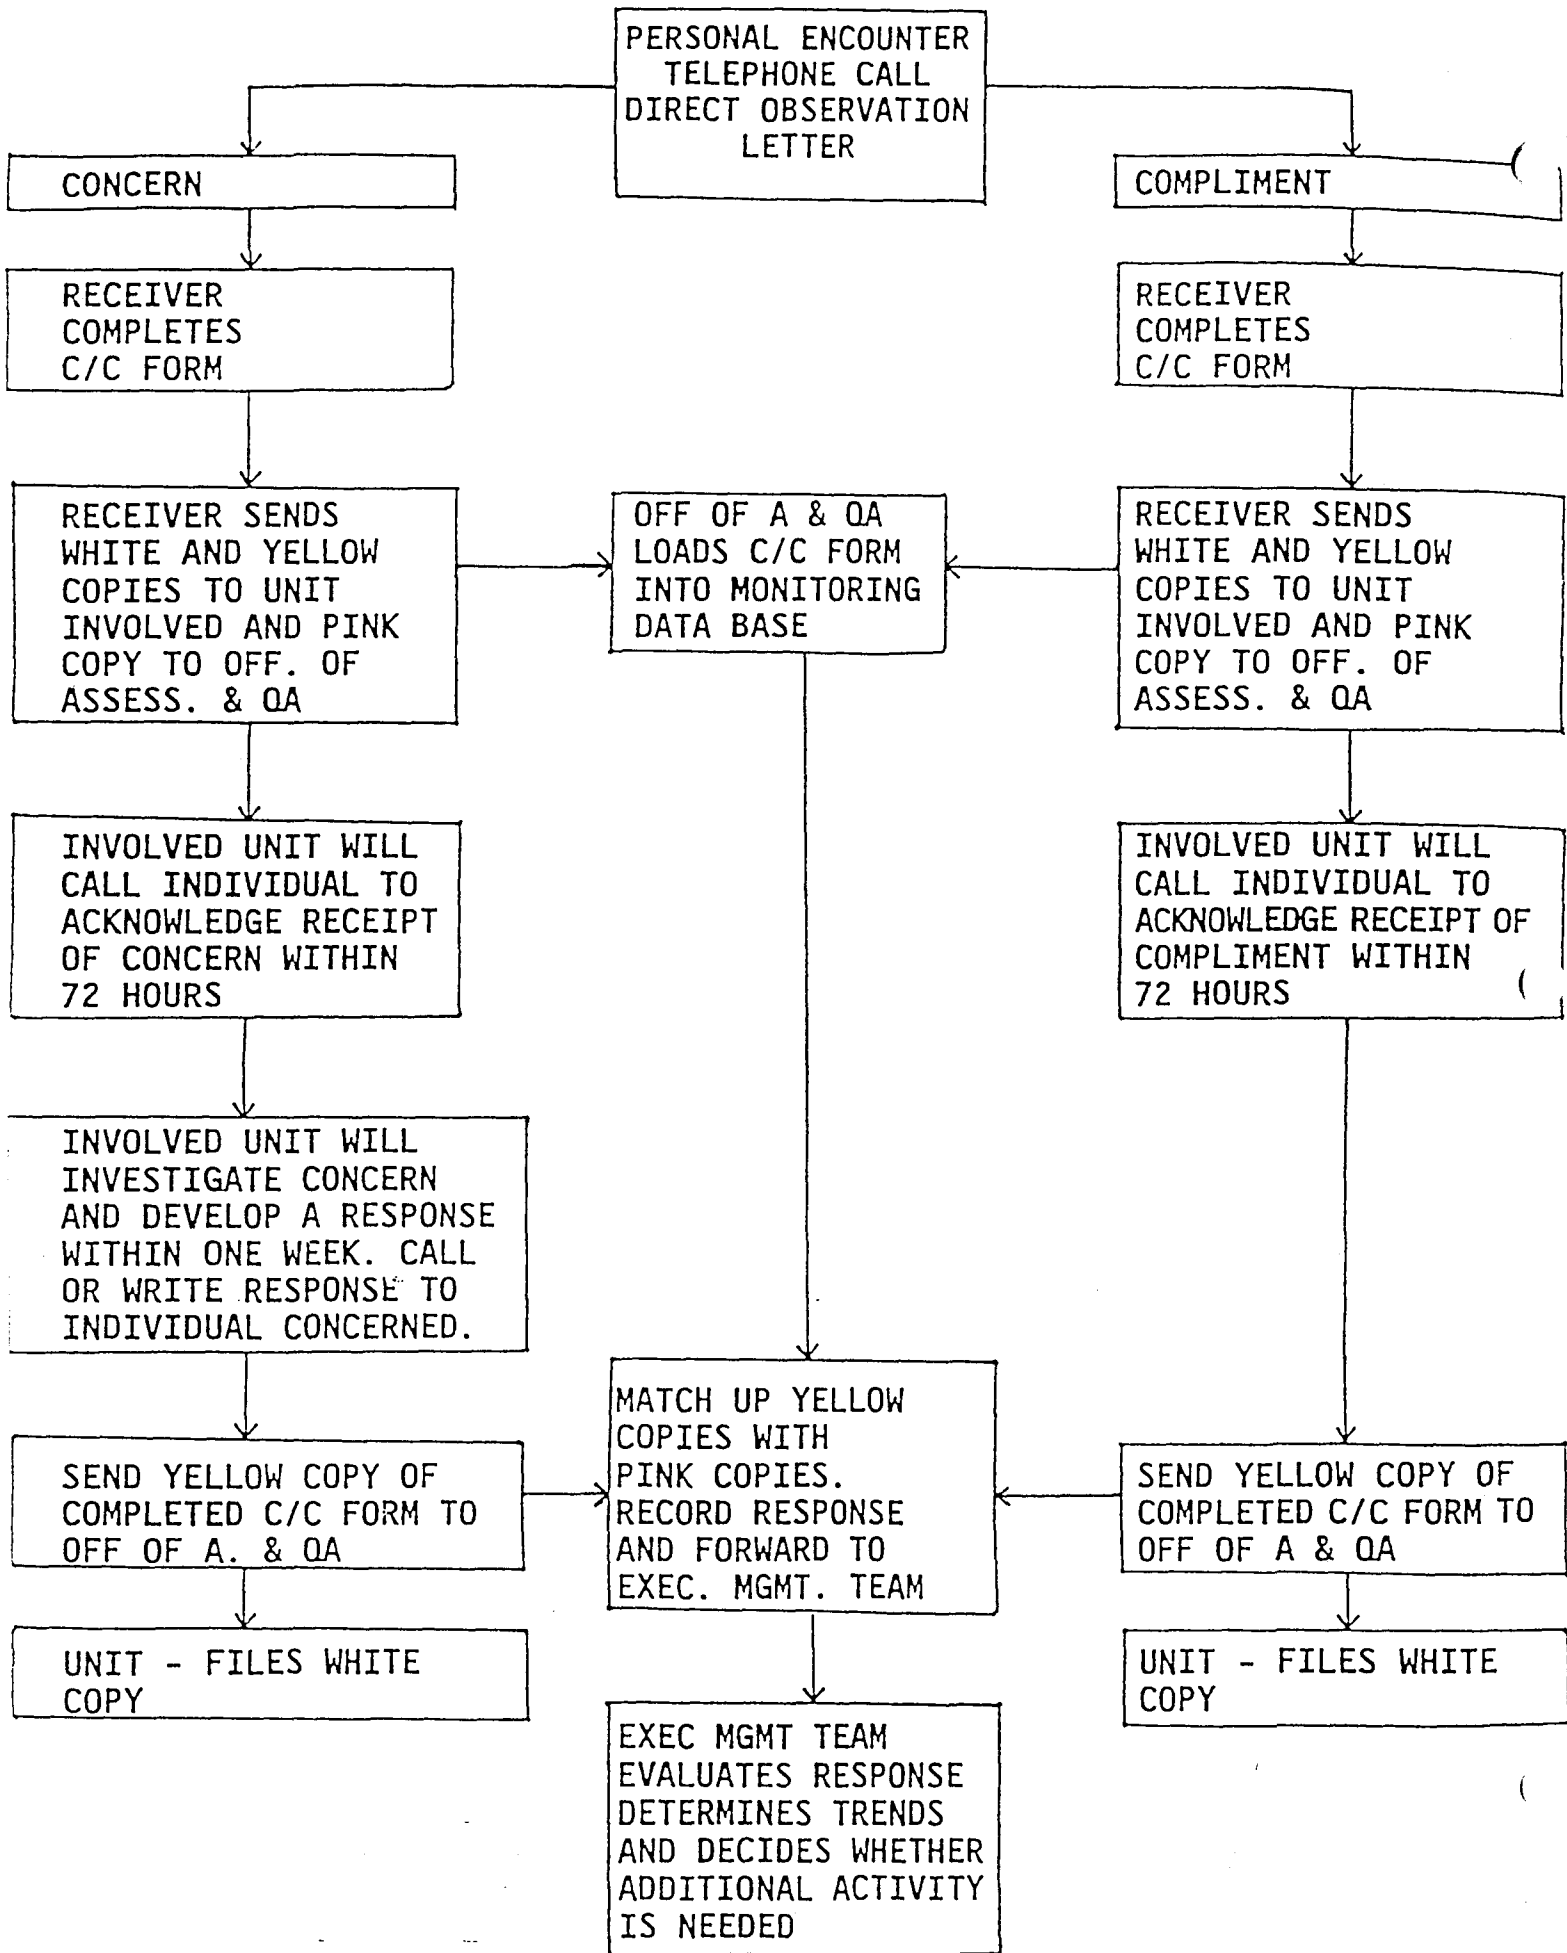 PERSONAL ENCOUNTER
TELEPHONE CALL
DIRECT OBSERVATION
LETTER
CONCERN
COMPLIMENT
RECEIVER
COMPLETES
C/C FORM
RECEIVER
COMPLETES
C/C FORM
RECEIVER SENDS
WHITE AND YELLOW
COPIES TO UNIT
INVOLVED AND PINK
COPY TO OFF. OF
ASSESS. & QA
OFF OF A & QA
LOADS C/C FORM
INTO MONITORING
DATA BASE
RECEIVER SENDS
WHITE AND YELLOW
COPIES TO UNIT
INVOLVED AND PINK
COPY TO OFF. OF
ASSESS. & QA
INVOLVED UNIT WILL
CALL INDIVIDUAL TO
ACKNOWLEDGE RECEIPT
OF CONCERN WITHIN
72 HOURS
INVOLVED UNIT WILL
CALL INDIVIDUAL TO
ACKNOWLEDGE RECEIPT OF
COMPLIMENT WITHIN
72 HOURS
INVOLVED UNIT WILL
INVESTIGATE CONCERN
AND DEVELOP A RESPONSE
WITHIN ONE WEEK. CALL
OR WRITE RESPONSE TO
INDIVIDUAL CONCERNED.
MATCH UP YELLOW
COPIES WITH
PINK COPIES.
RECORD RESPONSE
AND FORWARD TO
EXEC. MGMT. TEAM
SEND YELLOW COPY OF
COMPLETED C/C FORM TO
OFF OF A. & QA
SEND YELLOW COPY OF
COMPLETED C/C FORM TO
OFF OF A & QA
UNIT - FILES WHITE
COPY
UNIT - FILES WHITE
COPY
EXEC MGMT TEAM
EVALUATES RESPONSE
DETERMINES TRENDS
AND DECIDES WHETHER
ADDITIONAL ACTIVITY
IS NEEDED